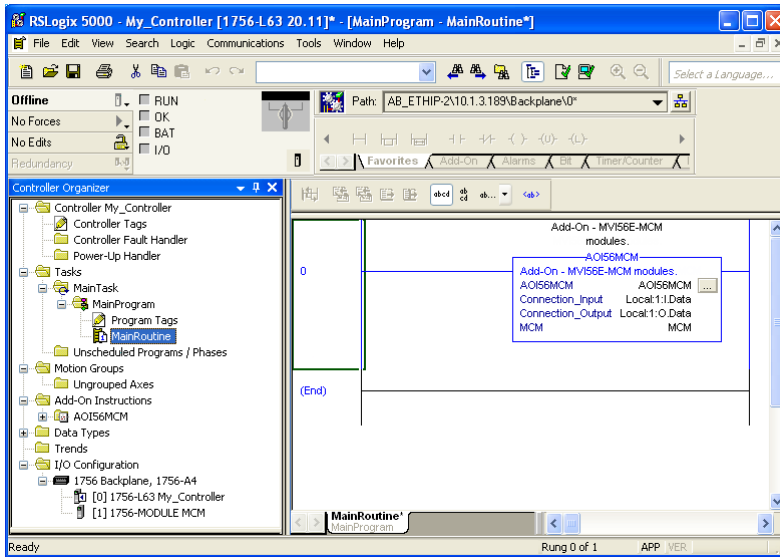 RSLogix 5000 - My_Controller [1756-L63 20.11]* - [MainProgram - MainRoutine*]
File Edit View Search Logic Communications Tools Window Help
Select a Language...
Offline
RUN
No Forces
OK
No Edits
BAT
Redundancy
I/O
Path: AB_ETHIP-2\10.1.3.189\Backplane\0*
Favorites Add-On Alarms Bit Timer/Counter
Controller Organizer
Controller My_Controller
Controller Tags
Controller Fault Handler
Power-Up Handler
Tasks
MainTask
MainProgram
Program Tags
MainRoutine
Unscheduled Programs / Phases
Motion Groups
Ungrouped Axes
Add-On Instructions
AOI56MCM
Data Types
Trends
I/O Configuration
1756 Backplane, 1756-A4
[0] 1756-L63 My_Controller
[1] 1756-MODULE MCM
abcd ab cd ab... <ab>
0
Add-On - MVI56E-MCM
modules.
AOI56MCM
Add-On - MVI56E-MCM modules.
AOI56MCM AOI56MCM ...
Connection_Input Local:1:I.Data
Connection_Output Local:1:O.Data
MCM MCM
(End)
MainRoutine*
MainProgram
Ready
Rung 0 of 1 APP VER